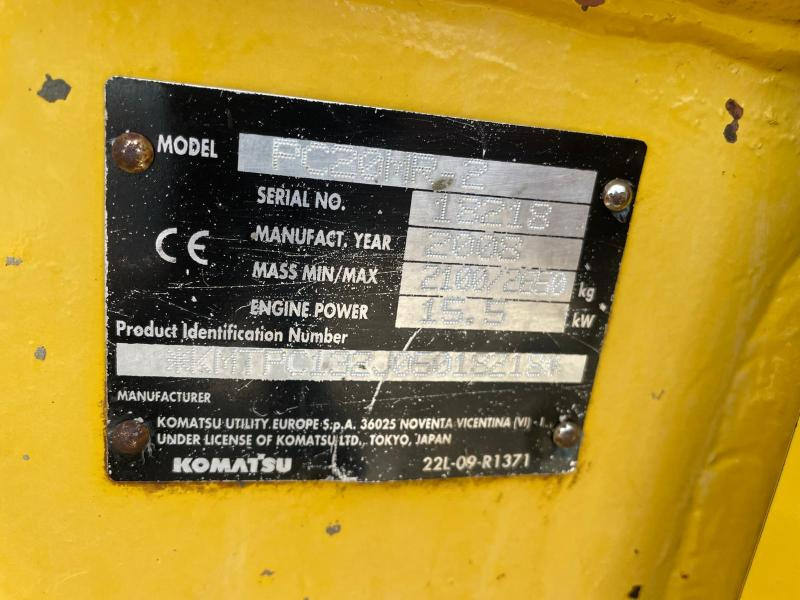 MODEL PC20MR-2
SERIAL NO. 18218
MANUFACT. YEAR 2008
CE
MASS MIN/MAX kg
ENGINE POWER 15.5 kW
Product Identification Number
MANUFACTURER
KOMATSU UTILITY EUROPE S.p.A. 36025 NOVENTA VICENTINA (VI) - I
UNDER LICENSE OF KOMATSU LTD. TOKYO, JAPAN
KOMATSU 22L-09-R1371